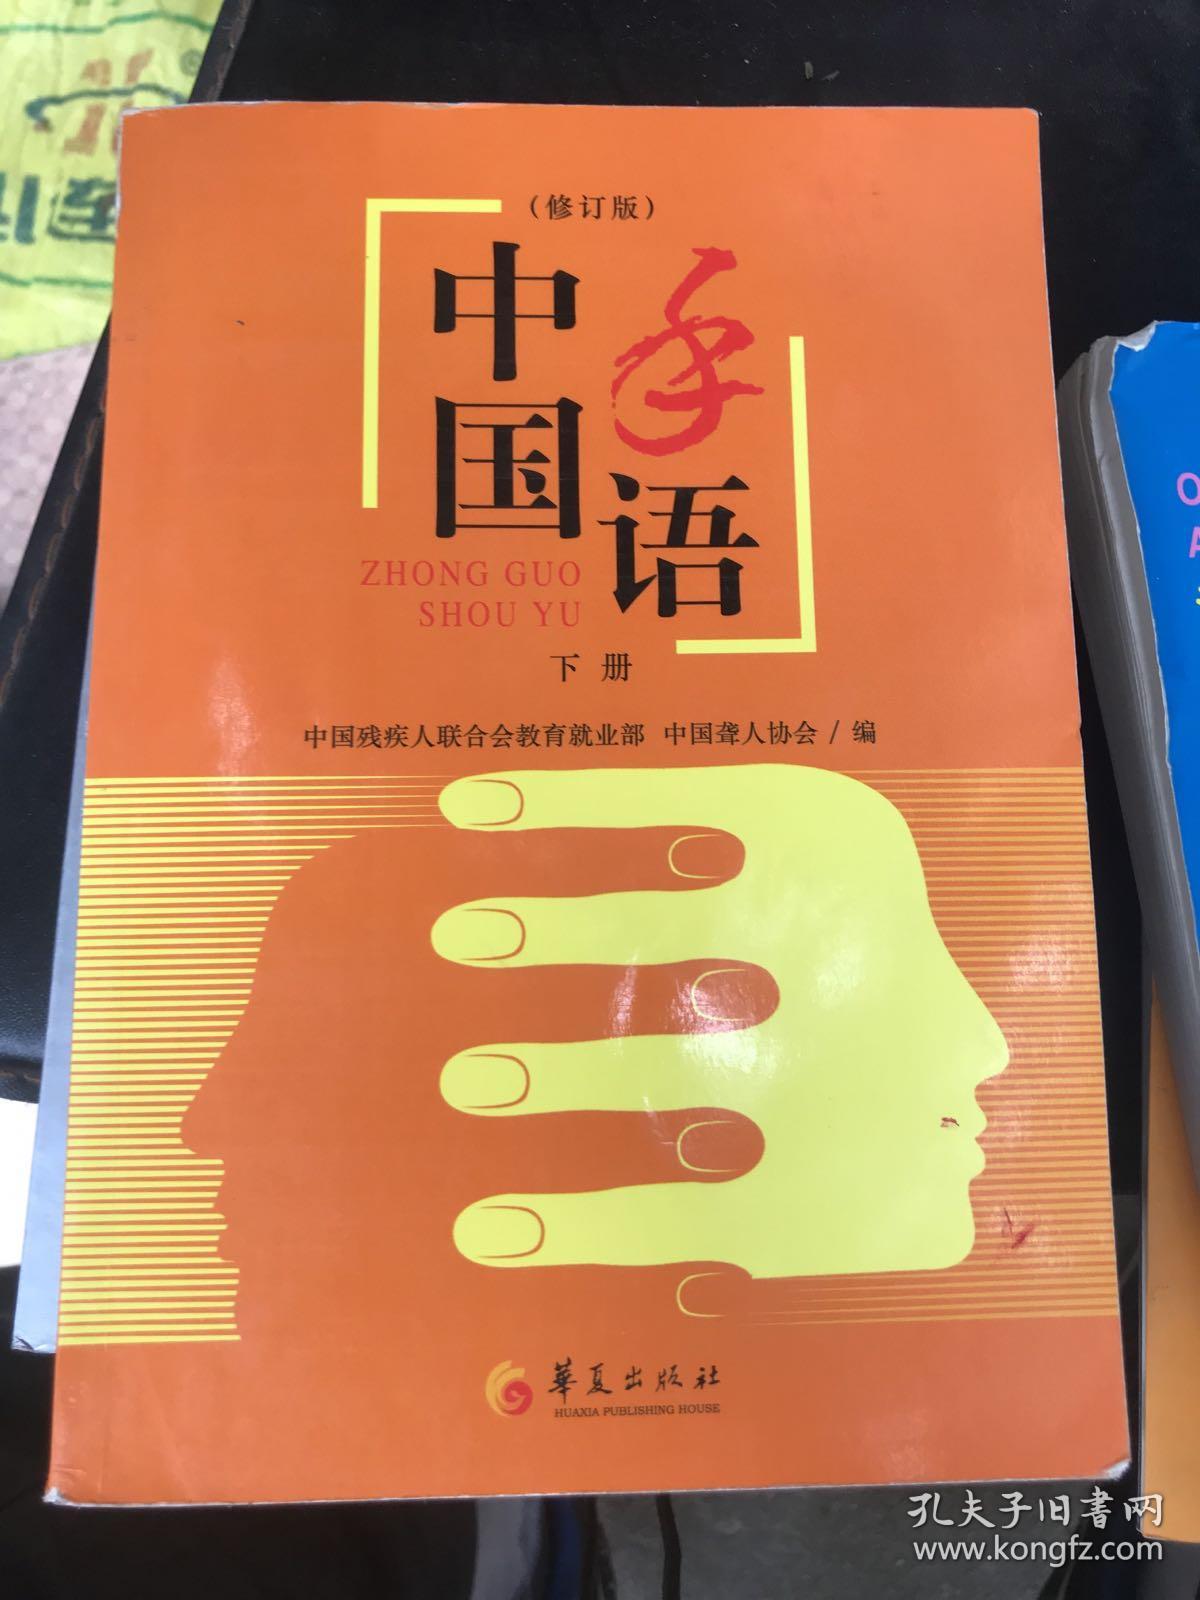 （修订版）
中国
手语
ZHONG GUO
SHOU YU
下册
中国残疾人联合会教育就业部 中国聋人协会 / 编
華夏出版社
HUAXIA PUBLISHING HOUSE
孔夫子旧书网
www.kongfz.com